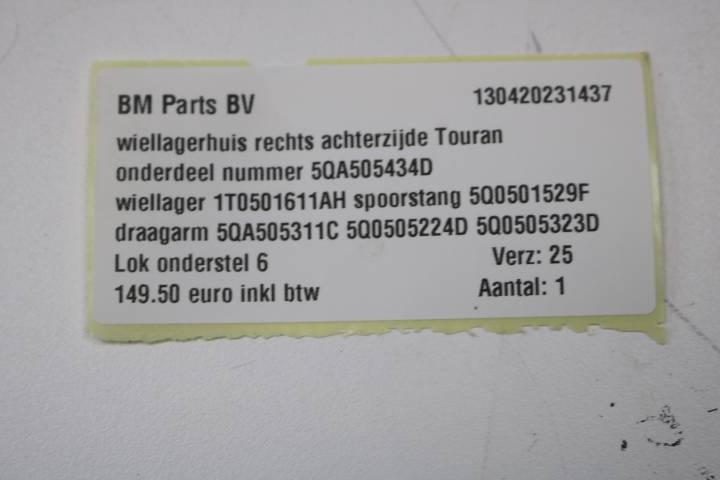 BM Parts BV 130420231437
wiellagerhuis rechts achterzijde Touran
onderdeel nummer 5QA505434D
wiellager 1T0501611AH spoorstang 5Q0501529F
draagarm 5QA505311C 5Q0505224D 5Q0505323D
Lok onderstel 6 Verz: 25
149.50 euro inkl btw Aantal: 1